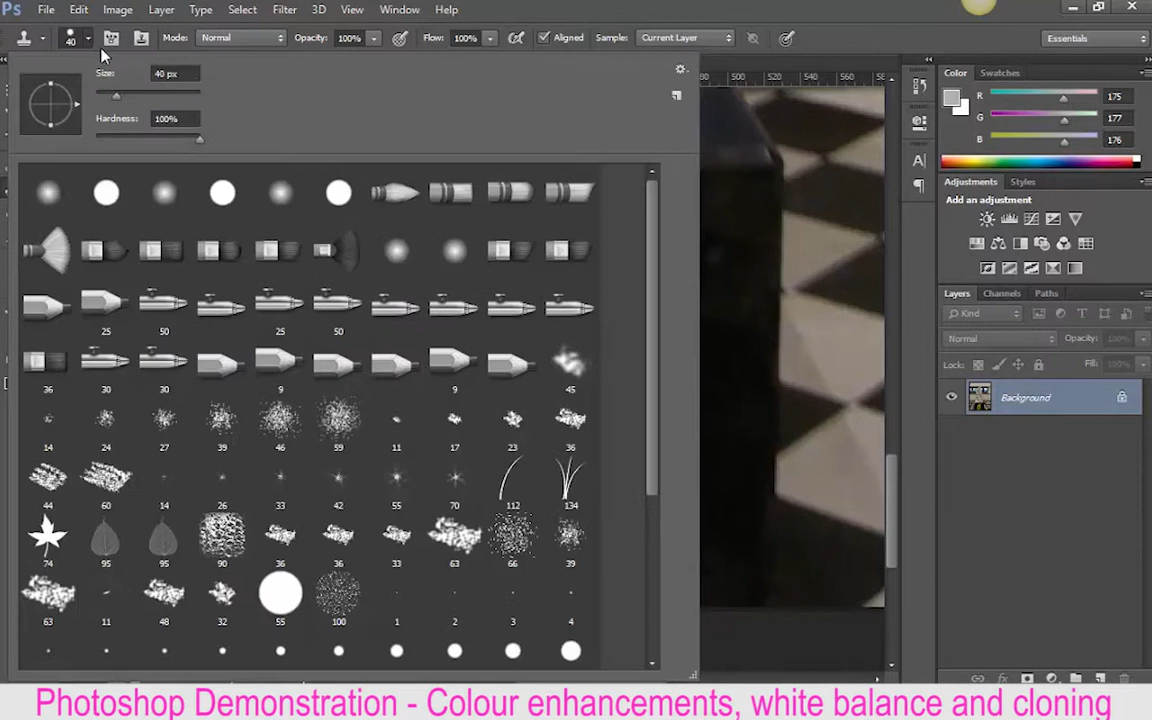 Ps File Edit Image Layer Type Select Filter 3D View Window Help
40 Mode: Normal Opacity: 100% Flow: 100% Aligned Sample: Current Layer Essentials
Size: 40 px
Hardness: 100%
480 500 520 540 560
Color Swatches
R 175
G 177
B 176
Adjustments Styles
Add an adjustment
Layers Channels Paths
Kind
Normal Opacity: 100%
Lock: Fill: 100%
Background
25 50 25 50
36 30 30 9 9 45
14 24 27 39 46 59 11 17 23 36
44 60 14 26 33 42 55 70 112 134
74 95 95 90 36 36 33 63 66 39
63 11 48 32 55 100 1 2 3 4
Photoshop Demonstration - Colour enhancements, white balance and cloning